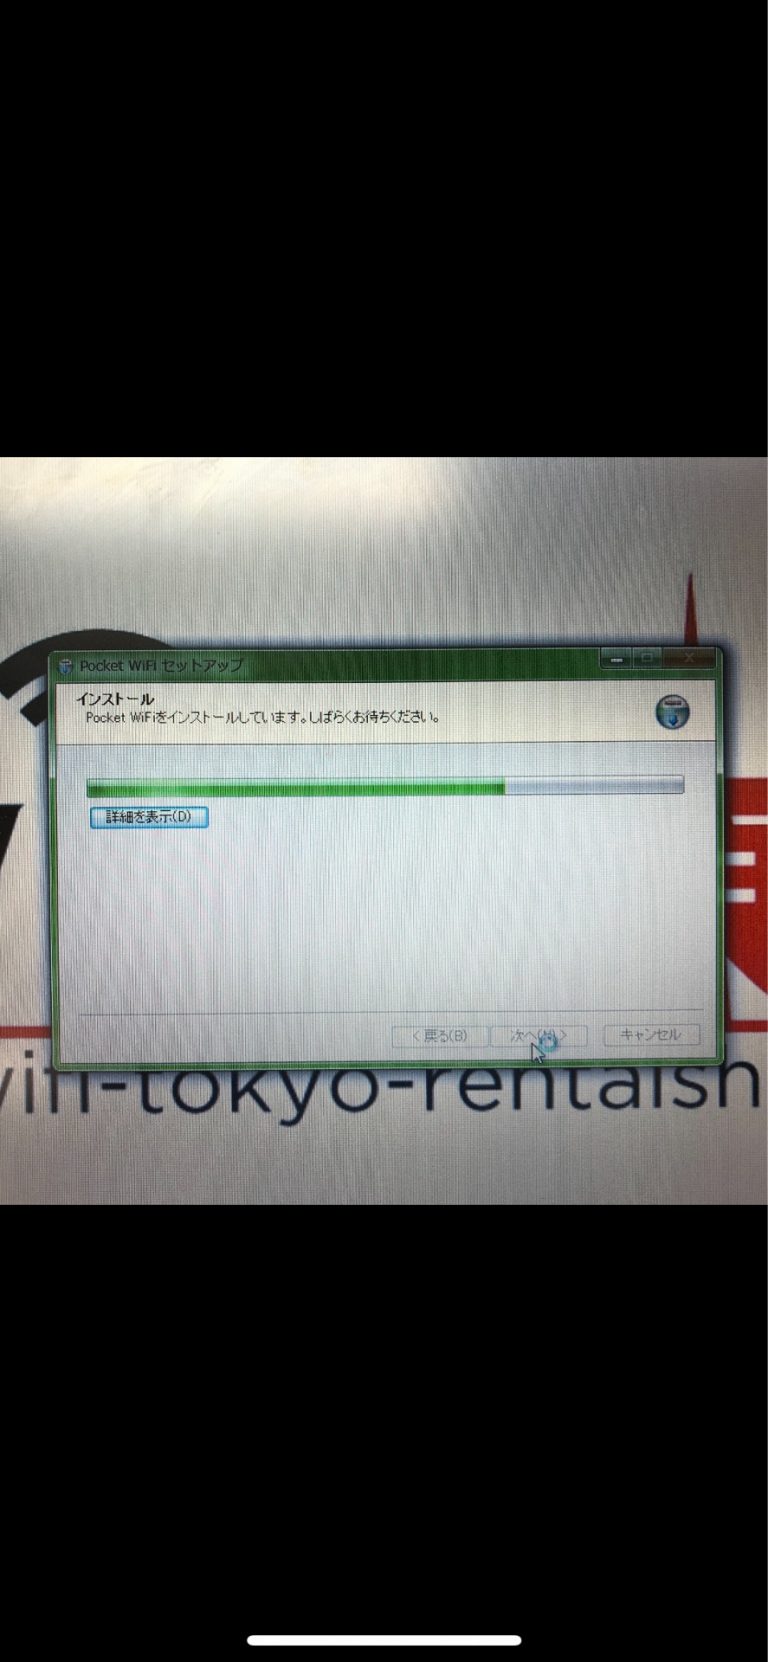 Pocket WiFi セットアップ
インストール
Pocket WiFiをインストールしています。しばらくお待ちください。
詳細を表示(D)
< 戻る(B)
次へ(N) >
キャンセル
wifi-tokyo-rentalsh